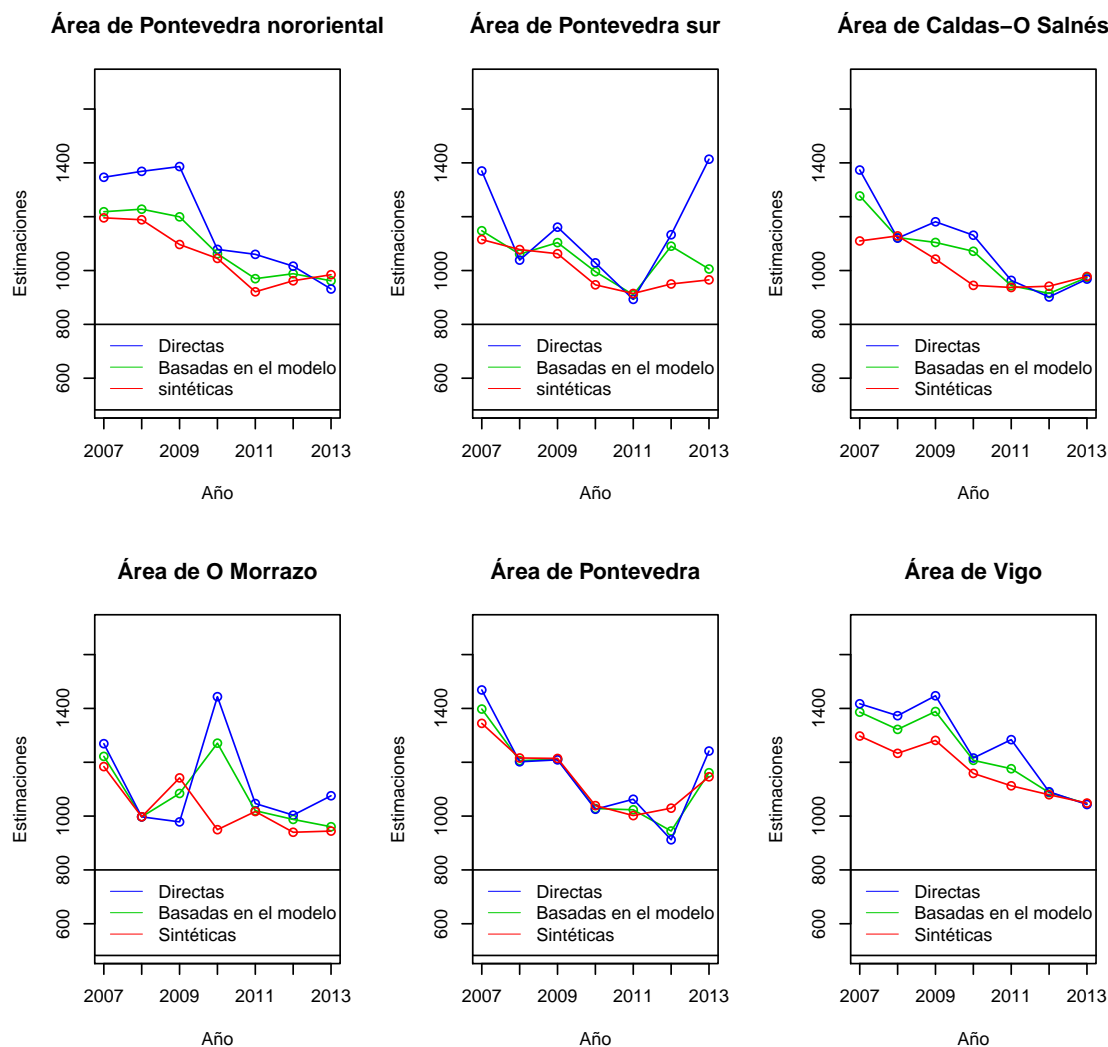 Área de Pontevedra nororiental
Estimaciones
600
800
1000
1400
Directas
Basadas en el modelo
sintéticas
2007
2009
2011
2013
Año
Área de Pontevedra sur
Estimaciones
600
800
1000
1400
Directas
Basadas en el modelo
sintéticas
2007
2009
2011
2013
Año
Área de Caldas−O Salnés
Estimaciones
600
800
1000
1400
Directas
Basadas en el modelo
Sintéticas
2007
2009
2011
2013
Año
Área de O Morrazo
Estimaciones
600
800
1000
1400
Directas
Basadas en el modelo
Sintéticas
2007
2009
2011
2013
Año
Área de Pontevedra
Estimaciones
600
800
1000
1400
Directas
Basadas en el modelo
Sintéticas
2007
2009
2011
2013
Año
Área de Vigo
Estimaciones
600
800
1000
1400
Directas
Basadas en el modelo
Sintéticas
2007
2009
2011
2013
Año